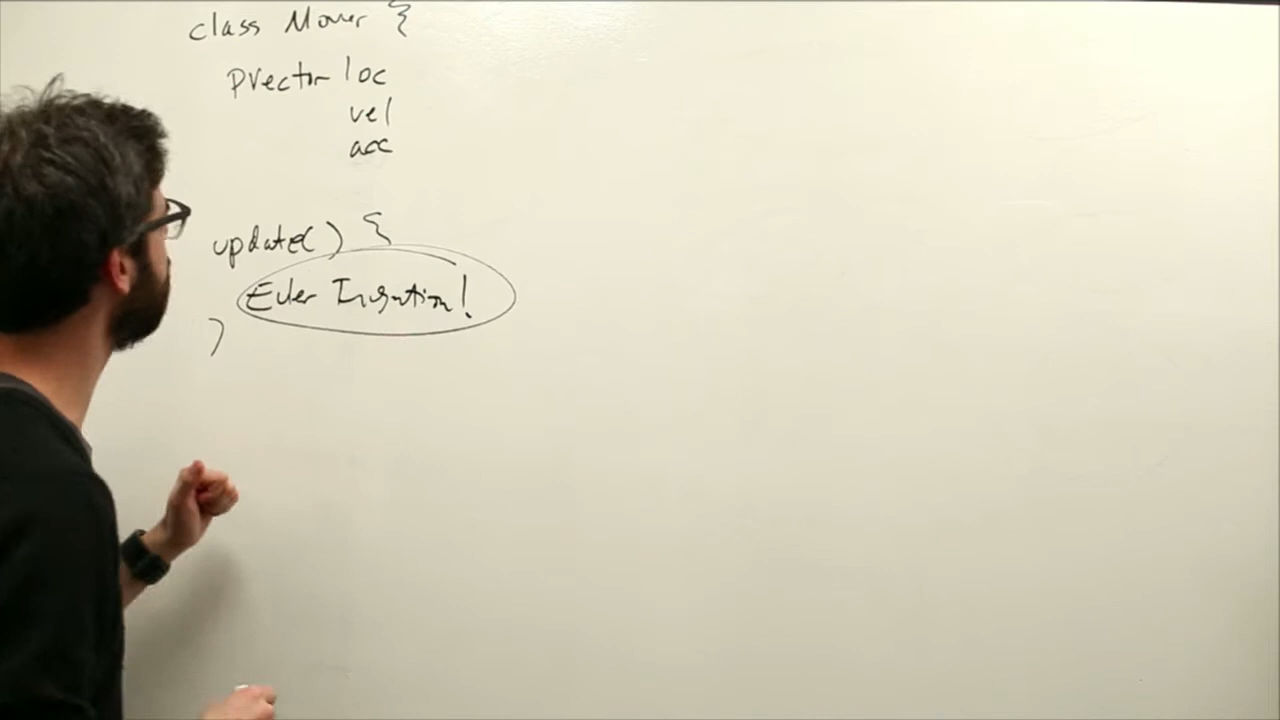 class Mover {
PVector loc
vel
acc
update() {
Euler Integration!
}